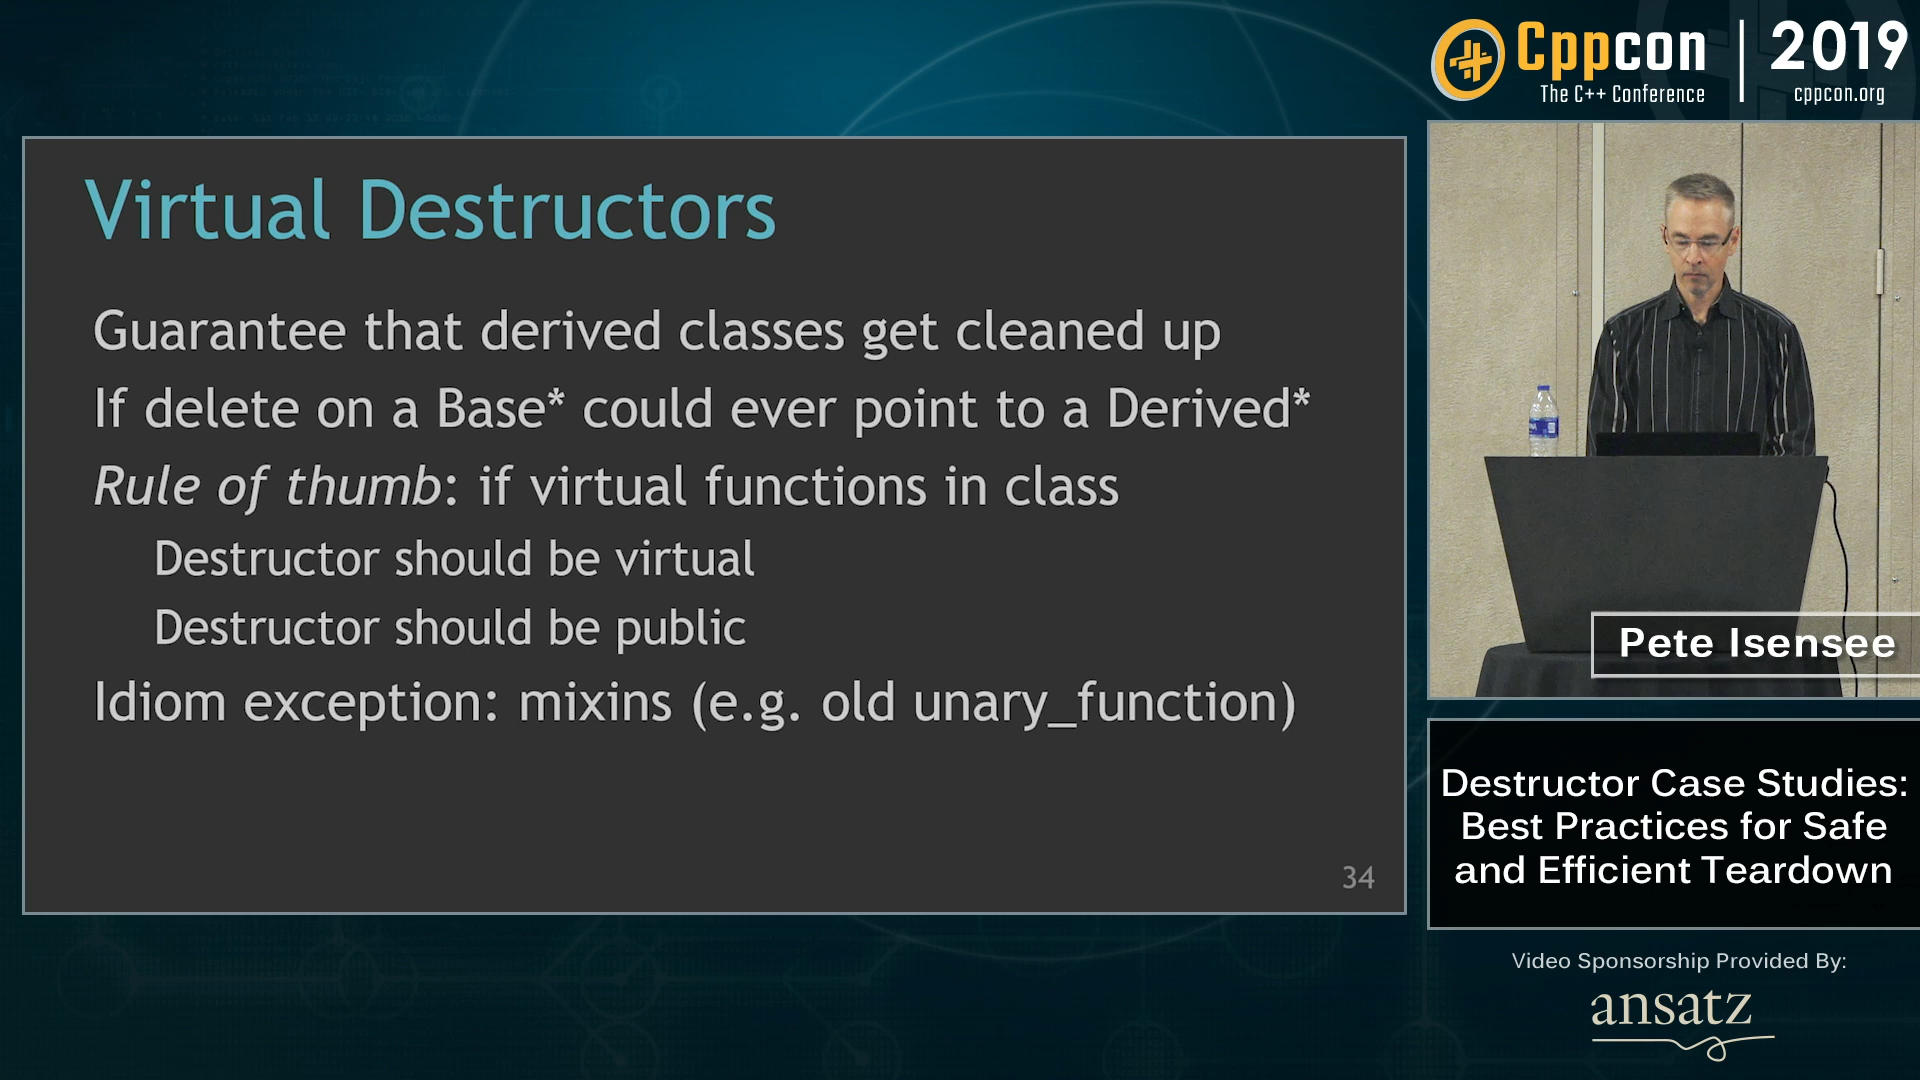 Cppcon
The C++ Conference
2019
cppcon.org
Virtual Destructors
Guarantee that derived classes get cleaned up
If delete on a Base* could ever point to a Derived*
Rule of thumb: if virtual functions in class
Destructor should be virtual
Destructor should be public
Idiom exception: mixins (e.g. old unary_function)
34
Pete Isensee
Destructor Case Studies:
Best Practices for Safe
and Efficient Teardown
Video Sponsorship Provided By:
ansatz